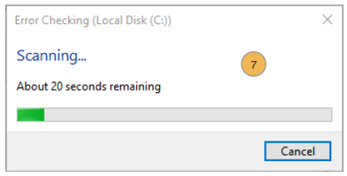 Error Checking (Local Disk (C:))
Scanning...
7
About 20 seconds remaining
Cancel